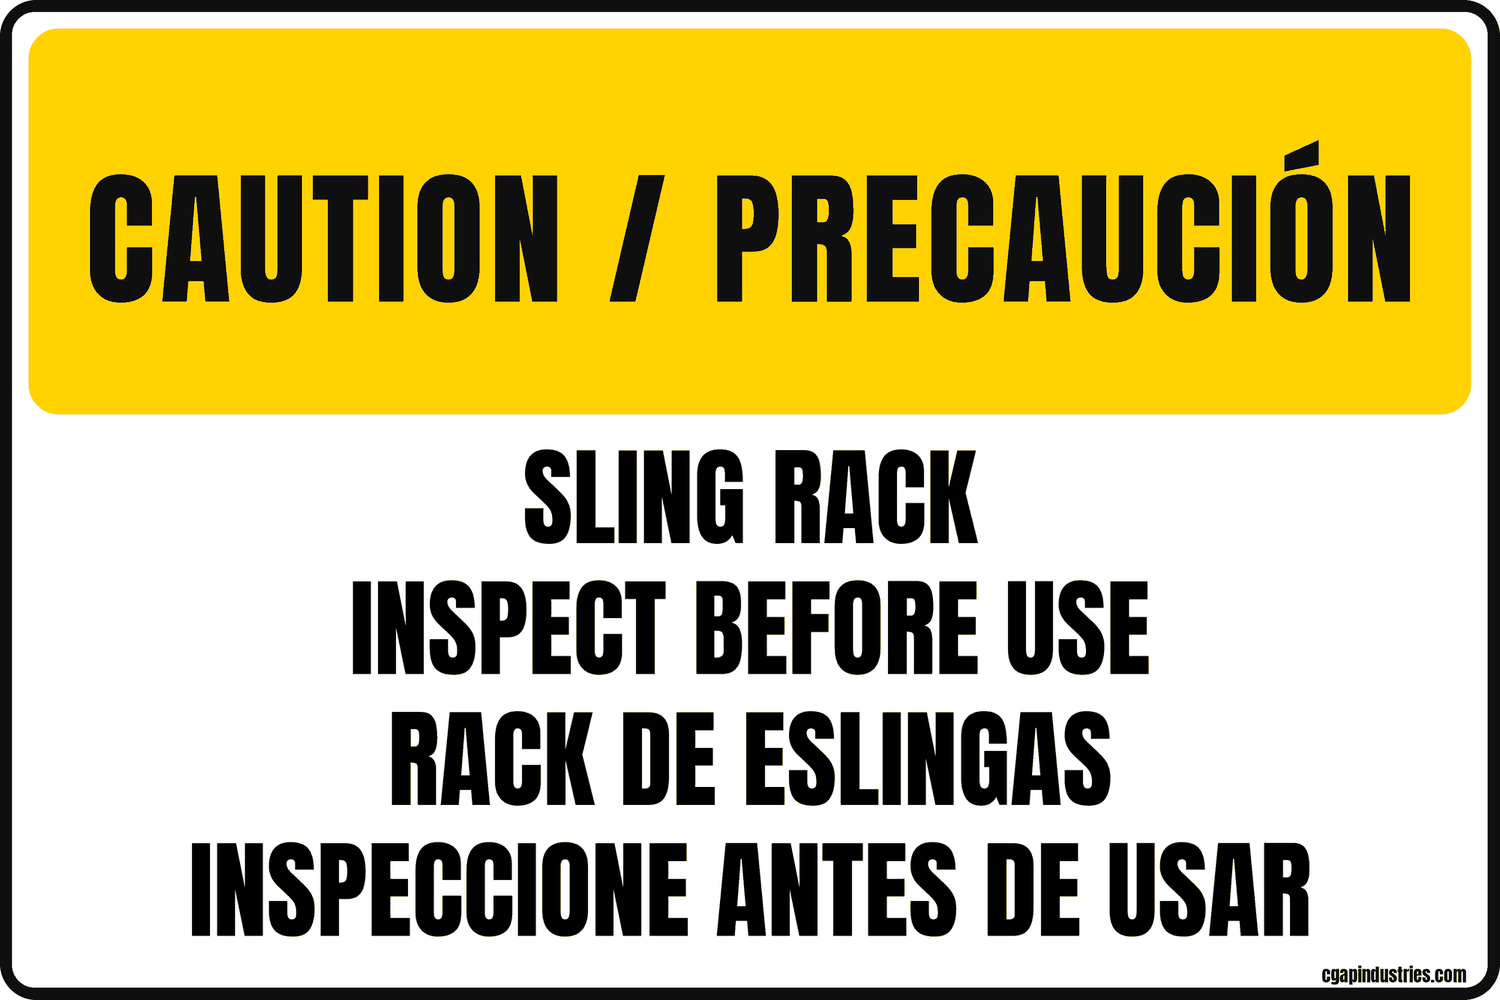 CAUTION / PRECAUCIÓN
SLING RACK
INSPECT BEFORE USE
RACK DE ESLINGAS
INSPECCIONE ANTES DE USAR
cgapindustries.com